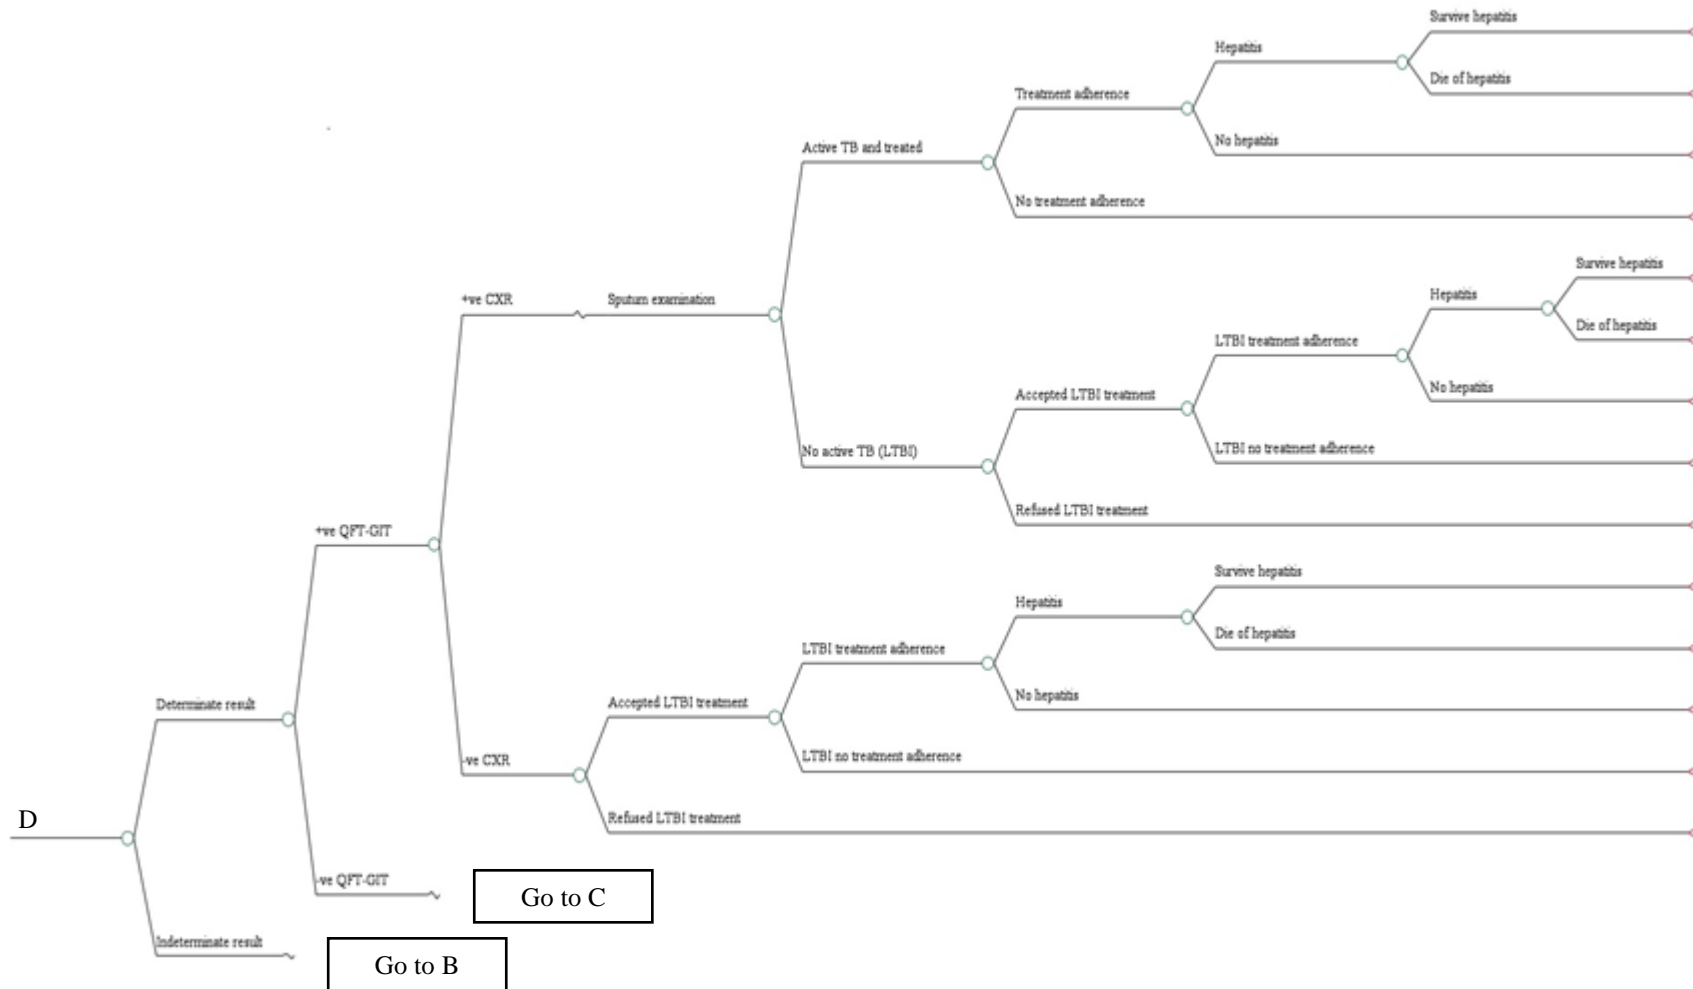 Survive hepatitis
Hepatitis
Die of hepatitis
Treatment adherence
No hepatitis
Active TB and treated
No treatment adherence
Survive hepatitis
+ve CXR
Sputum examination
Hepatitis
Die of hepatitis
LTBI treatment adherence
No hepatitis
Accepted LTBI treatment
No active TB (LTBI)
LTBI no treatment adherence
Refused LTBI treatment
+ve QFT-GIT
Survive hepatitis
Hepatitis
Die of hepatitis
LTBI treatment adherence
No hepatitis
Determinate result
Accepted LTBI treatment
-ve CXR
LTBI no treatment adherence
D
Refused LTBI treatment
-ve QFT-GIT
Go to C
Indeterminate result
Go to B